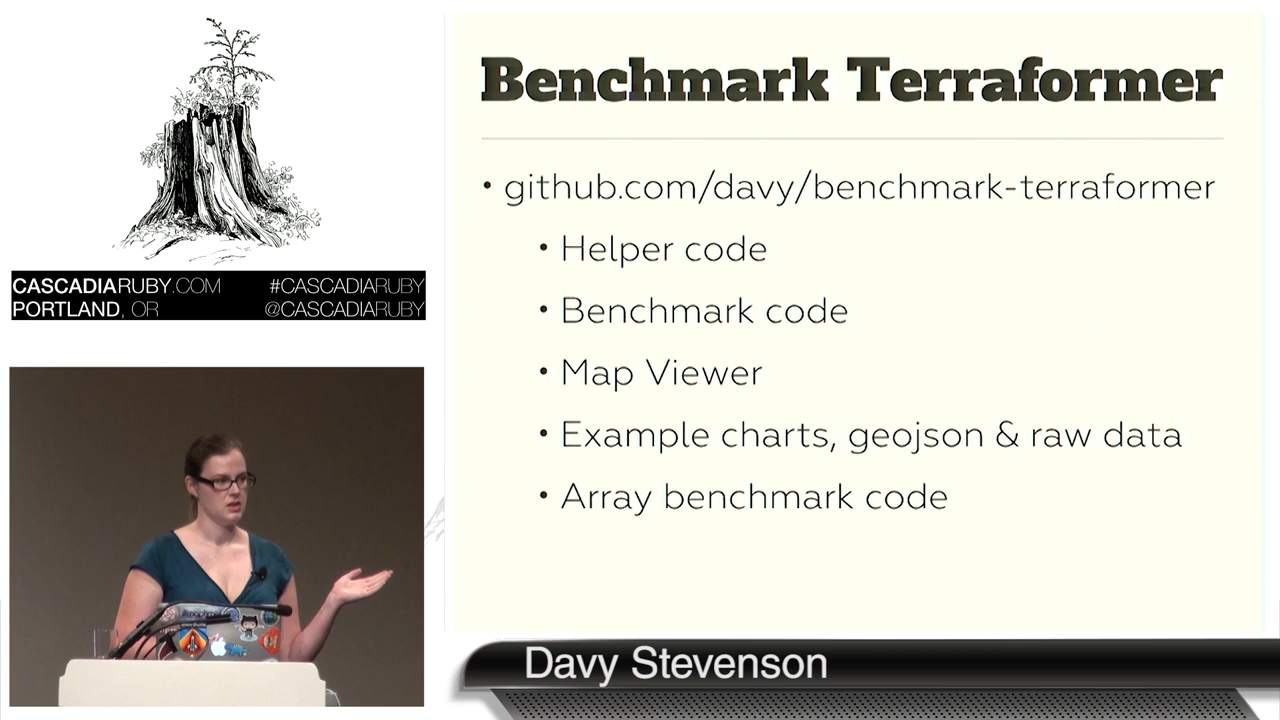 Benchmark Terraformer
• github.com/davy/benchmark-terraformer
• Helper code
• Benchmark code
• Map Viewer
• Example charts, geojson & raw data
• Array benchmark code
CASCADIARUBY.COM #CASCADIARUBY
PORTLAND, OR @CASCADIARUBY
Davy Stevenson